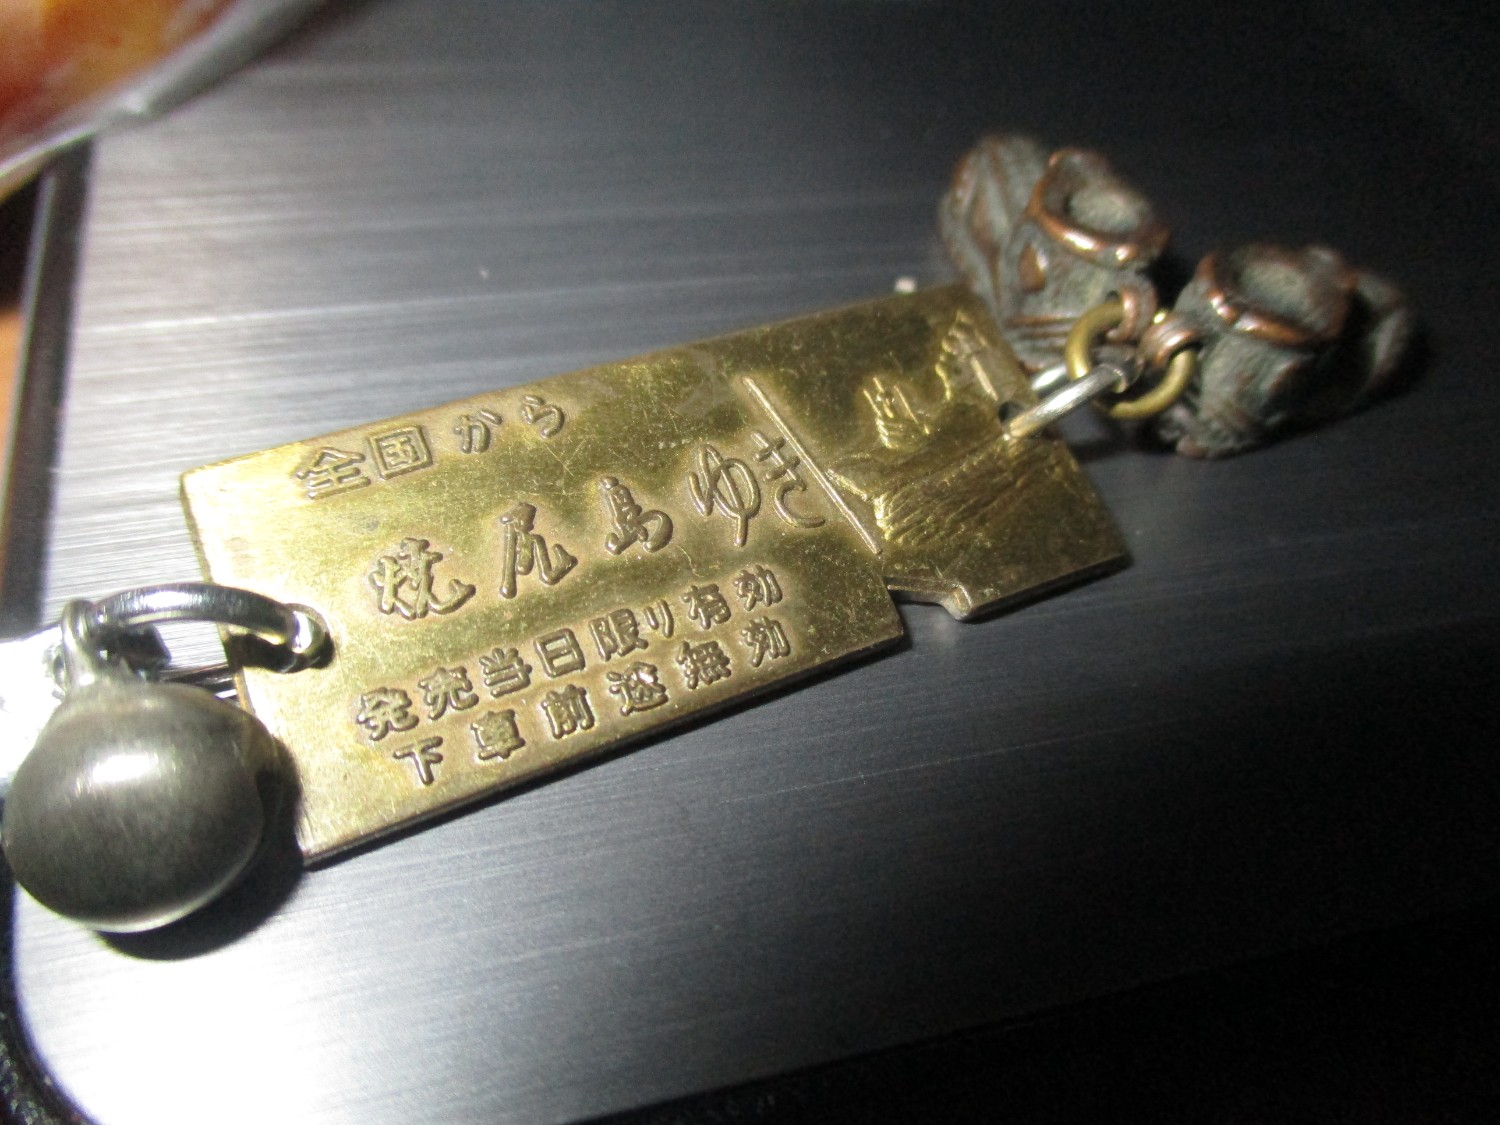 全国から
焼尻島ゆき
発売当日限り有効
下車前途無効